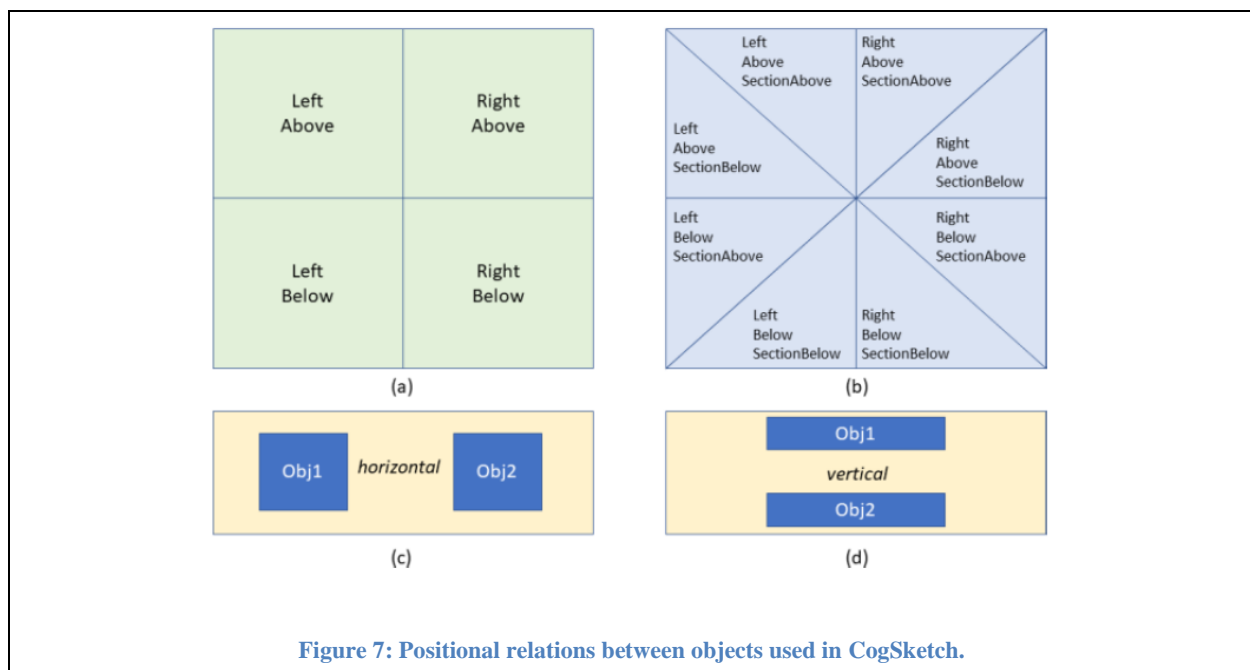 Left
Above
Right
Above
Left
Below
Right
Below
(a)
Left
Above
SectionAbove
Right
Above
SectionAbove
Left
Above
SectionBelow
Right
Above
SectionBelow
Left
Below
SectionAbove
Right
Below
SectionAbove
Left
Below
SectionBelow
Right
Below
SectionBelow
(b)
Obj1
horizontal
Obj2
(c)
Obj1
vertical
Obj2
(d)
Figure 7: Positional relations between objects used in CogSketch.